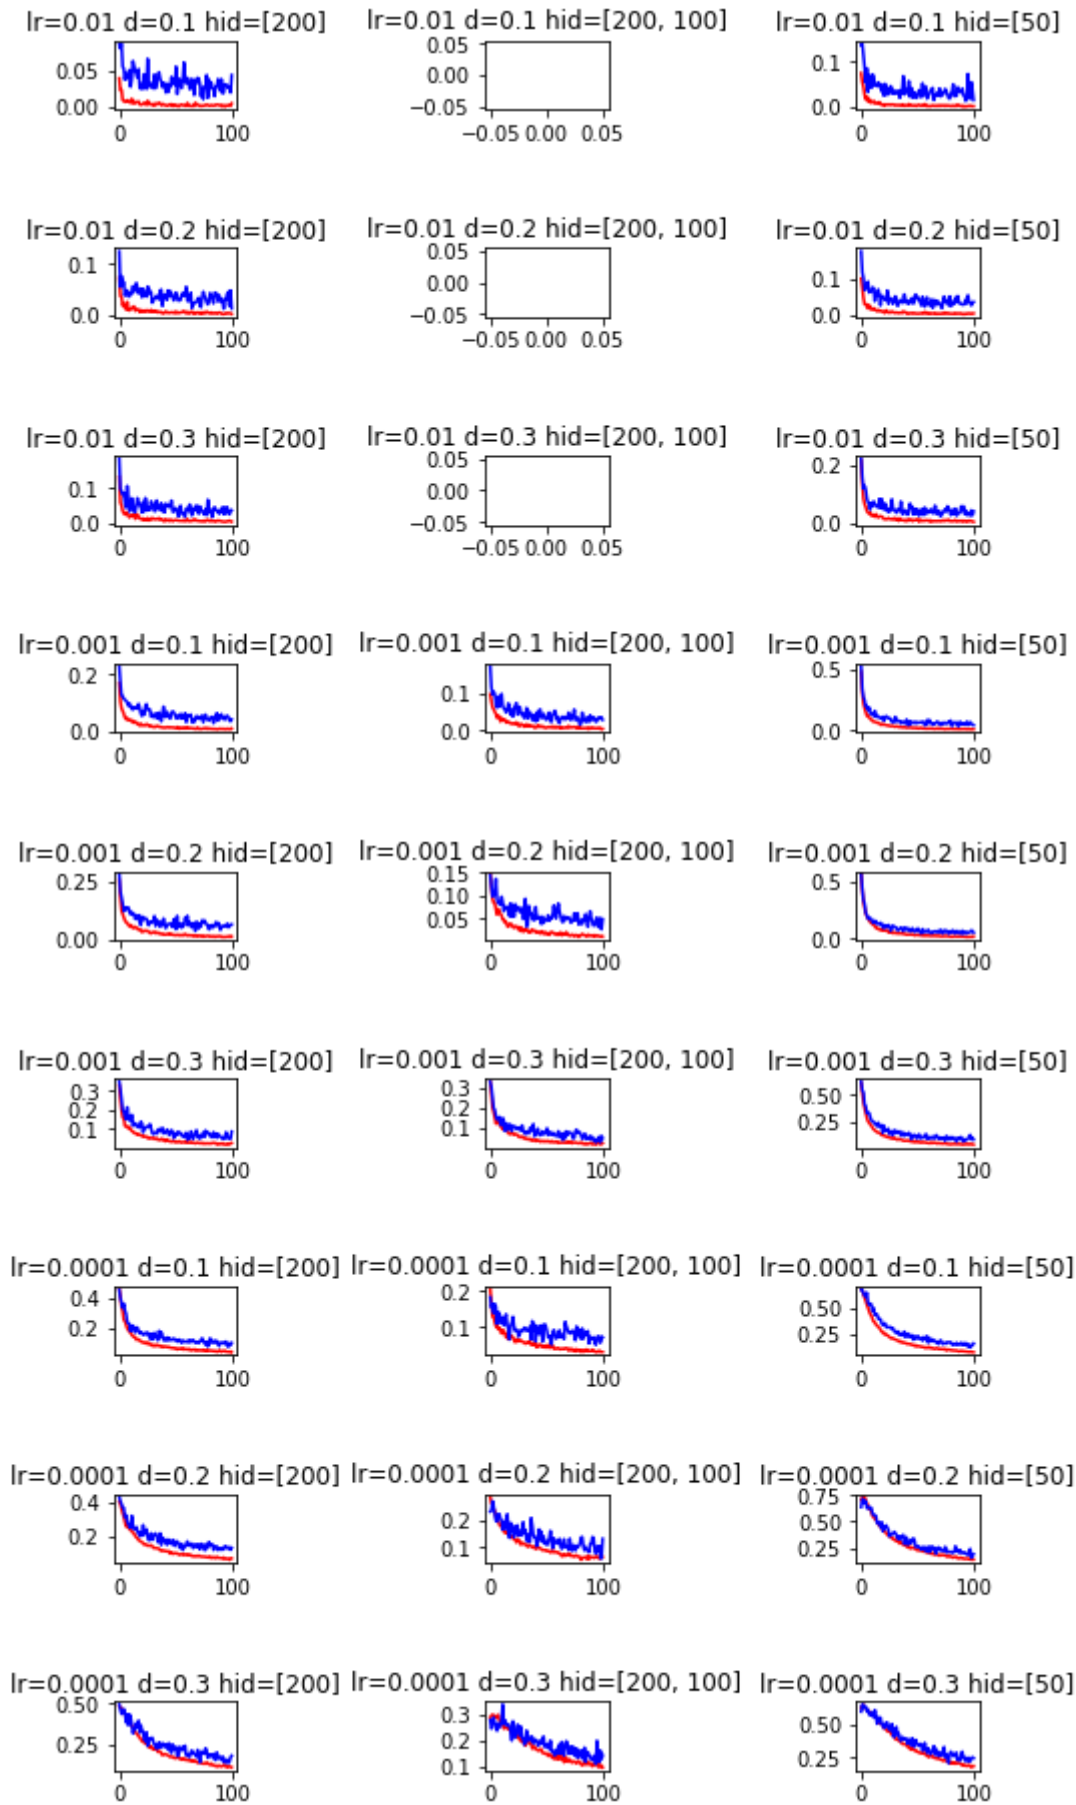 lr=0.01 d=0.1 hid=[200] lr=0.01 d=0.1 hid=[200, 100] lr=0.01 d=0.1 hid=[50]
0.05 0.05 0.1
0.00 0.00 0.0
−0.05
0 100 −0.05 0.00 0.05 0 100
lr=0.01 d=0.2 hid=[200] lr=0.01 d=0.2 hid=[200, 100] lr=0.01 d=0.2 hid=[50]
0.1 0.05 0.1
0.0 0.00 0.0
−0.05
0 100 −0.05 0.00 0.05 0 100
lr=0.01 d=0.3 hid=[200] lr=0.01 d=0.3 hid=[200, 100] lr=0.01 d=0.3 hid=[50]
0.1 0.05 0.2
0.0 0.00 0.0
−0.05
0 100 −0.05 0.00 0.05 0 100
lr=0.001 d=0.1 hid=[200] lr=0.001 d=0.1 hid=[200, 100] lr=0.001 d=0.1 hid=[50]
0.2 0.1 0.5
0.0 0.0 0.0
0 100 0 100 0 100
lr=0.001 d=0.2 hid=[200] lr=0.001 d=0.2 hid=[200, 100] lr=0.001 d=0.2 hid=[50]
0.25 0.15 0.5
0.00 0.10 0.0
0.05
0 100 0 100 0 100
lr=0.001 d=0.3 hid=[200] lr=0.001 d=0.3 hid=[200, 100] lr=0.001 d=0.3 hid=[50]
0.3 0.3 0.50
0.2 0.2 0.25
0.1 0.1
0 100 0 100 0 100
lr=0.0001 d=0.1 hid=[200] lr=0.0001 d=0.1 hid=[200, 100] lr=0.0001 d=0.1 hid=[50]
0.4 0.2 0.50
0.2 0.1 0.25
0 100 0 100 0 100
lr=0.0001 d=0.2 hid=[200] lr=0.0001 d=0.2 hid=[200, 100] lr=0.0001 d=0.2 hid=[50]
0.4 0.2 0.75
0.2 0.1 0.50
0.25
0 100 0 100 0 100
lr=0.0001 d=0.3 hid=[200] lr=0.0001 d=0.3 hid=[200, 100] lr=0.0001 d=0.3 hid=[50]
0.50 0.3 0.50
0.25 0.2 0.25
0.1
0 100 0 100 0 100